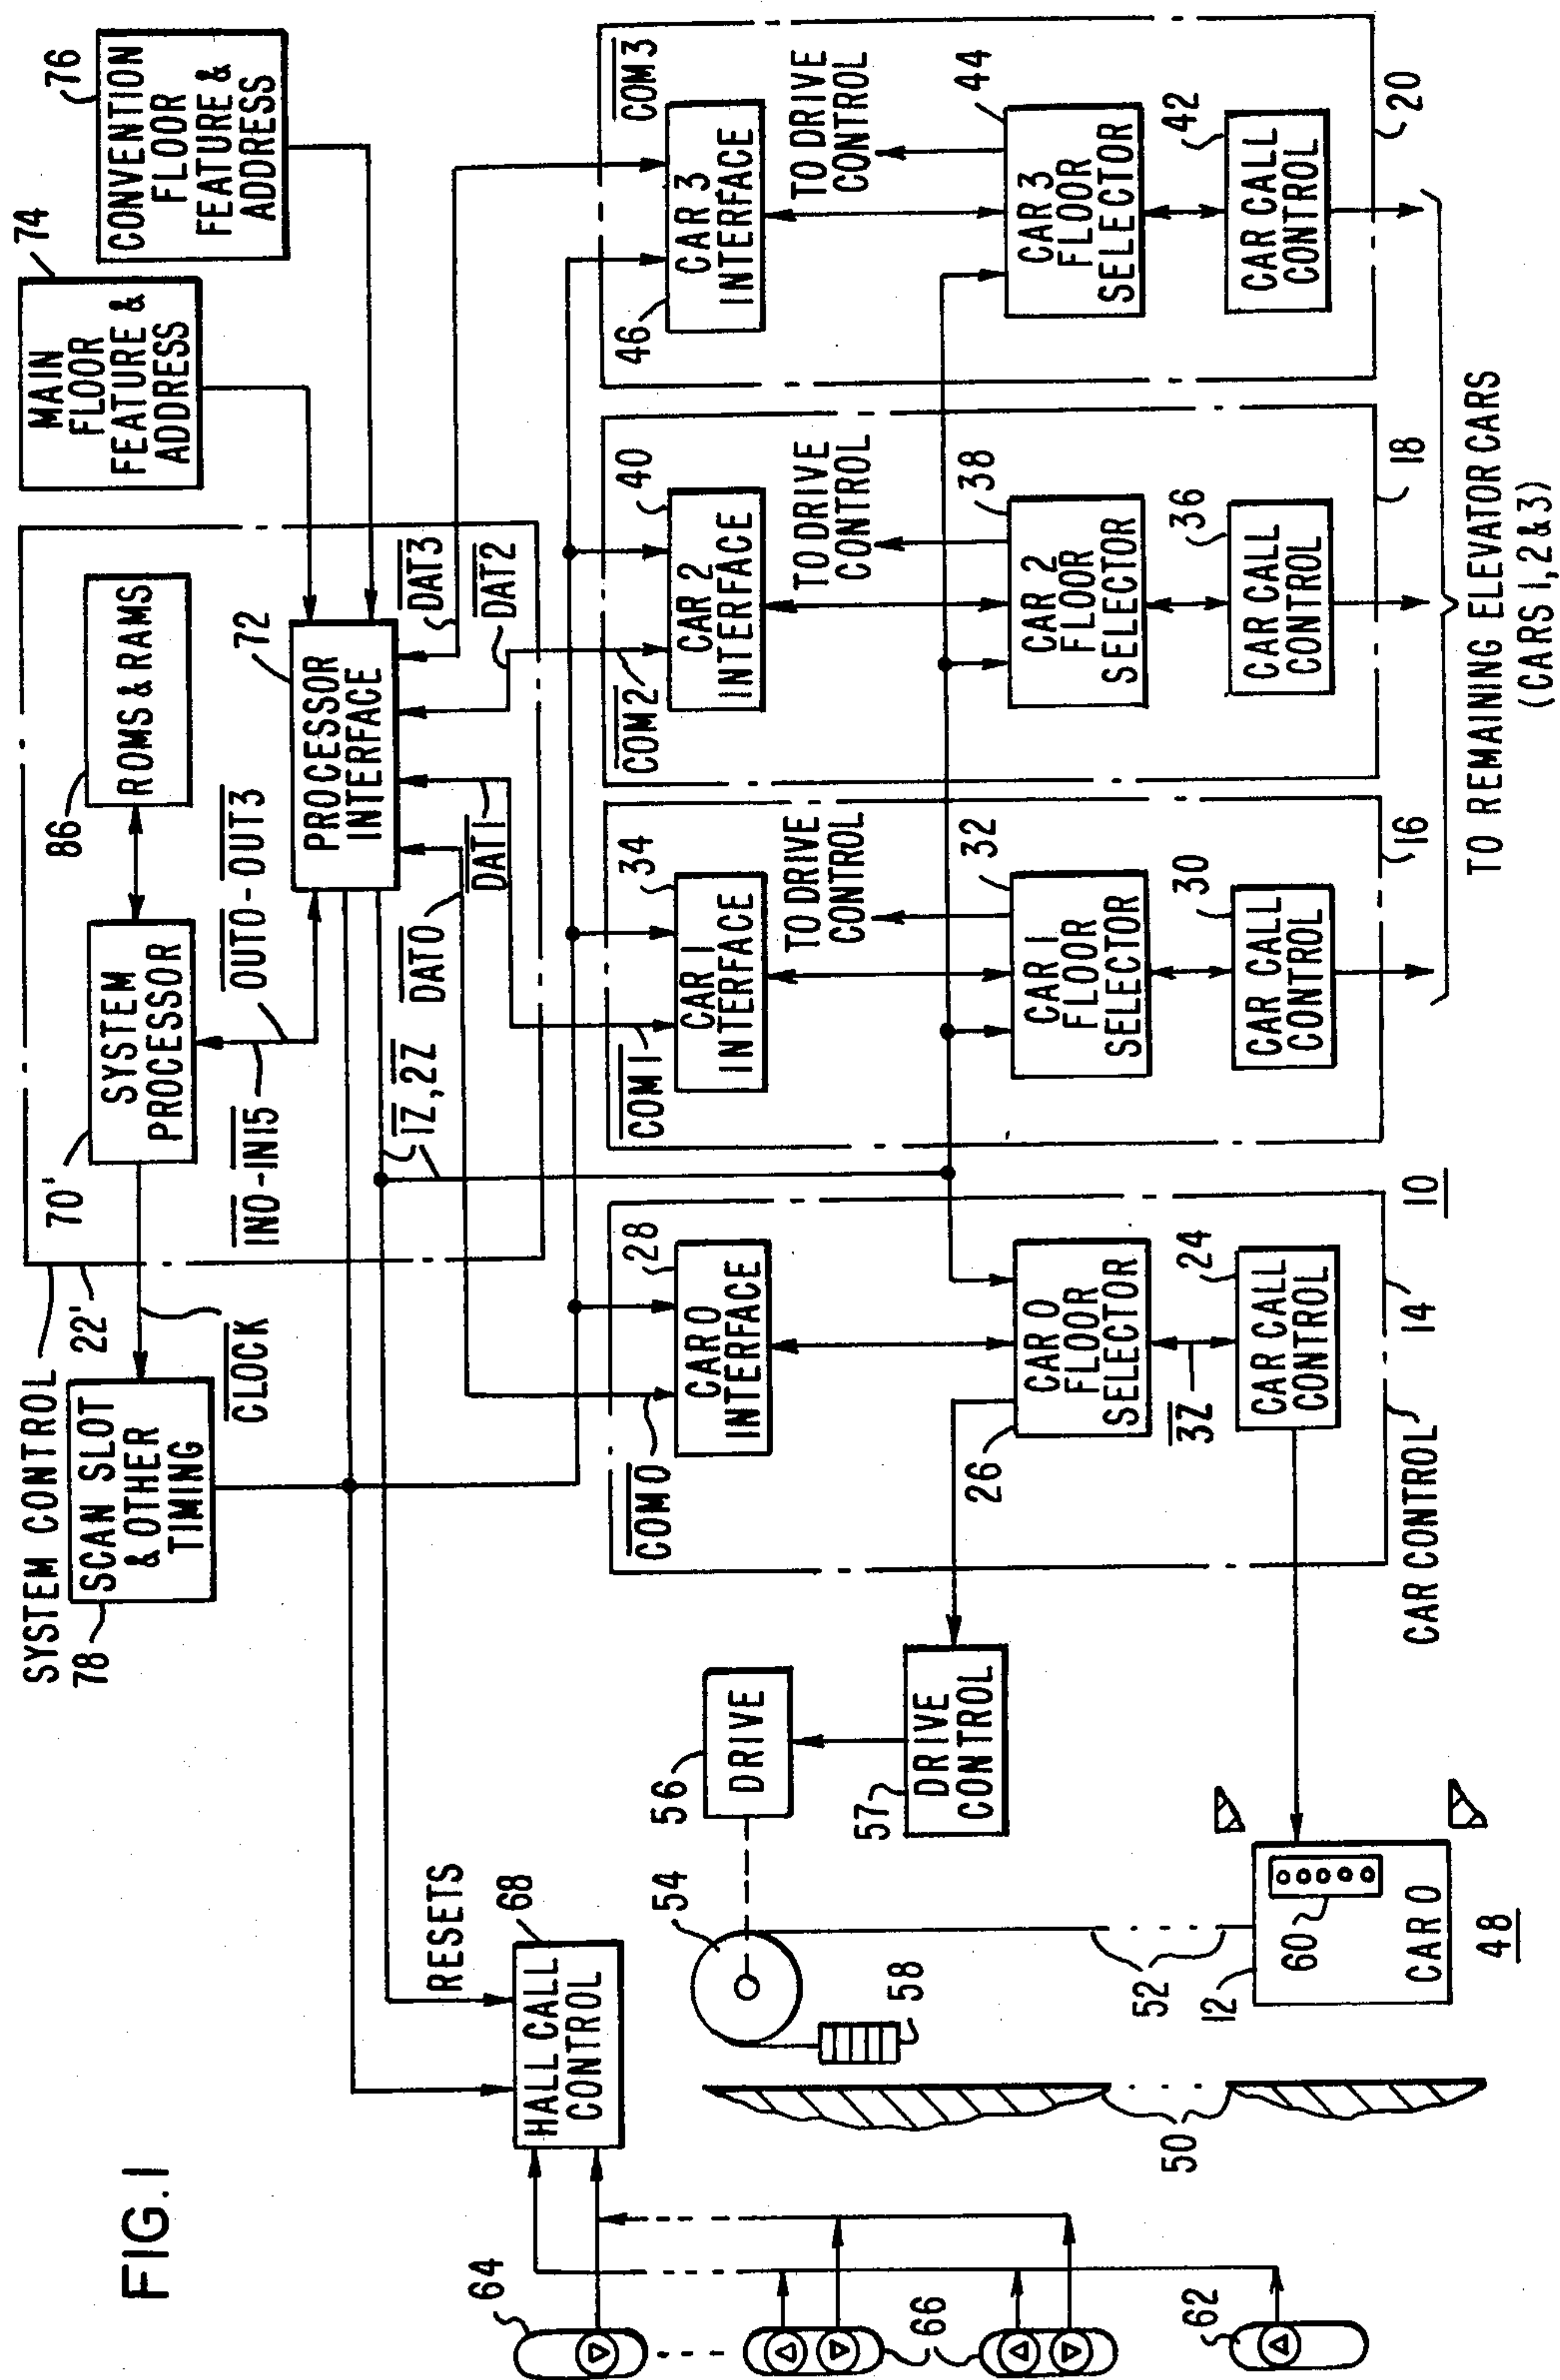 FIG.1
SYSTEM CONTROL
22'
78
SCAN SLOT
& OTHER
TIMING
CLOCK
70'
SYSTEM
PROCESSOR
86
ROMS & RAMS
IN0-IN15
OUT0-OUT3
72
PROCESSOR
INTERFACE
74
MAIN
FLOOR
FEATURE &
ADDRESS
76
CONVENTION
FLOOR
FEATURE &
ADDRESS
1Z, 2Z
DAT0
DAT1
DAT2
DAT3
RESETS
68
HALL CALL
CONTROL
64
66
62
54
56
DRIVE
57
DRIVE
CONTROL
58
52
50
12
60
CAR 0
48
COM0
28
CAR 0
INTERFACE
26
CAR 0
FLOOR
SELECTOR
3Z
24
CAR CALL
CONTROL
CAR CONTROL
14
10
COM1
34
CAR 1
INTERFACE
TO DRIVE
CONTROL
32
CAR 1
FLOOR
SELECTOR
30
CAR CALL
CONTROL
16
COM2
40
CAR 2
INTERFACE
TO DRIVE
CONTROL
38
CAR 2
FLOOR
SELECTOR
36
CAR CALL
CONTROL
18
COM3
46
CAR 3
INTERFACE
TO DRIVE
CONTROL
44
CAR 3
FLOOR
SELECTOR
42
CAR CALL
CONTROL
20
TO REMAINING ELEVATOR CARS
(CARS 1, 2 & 3)